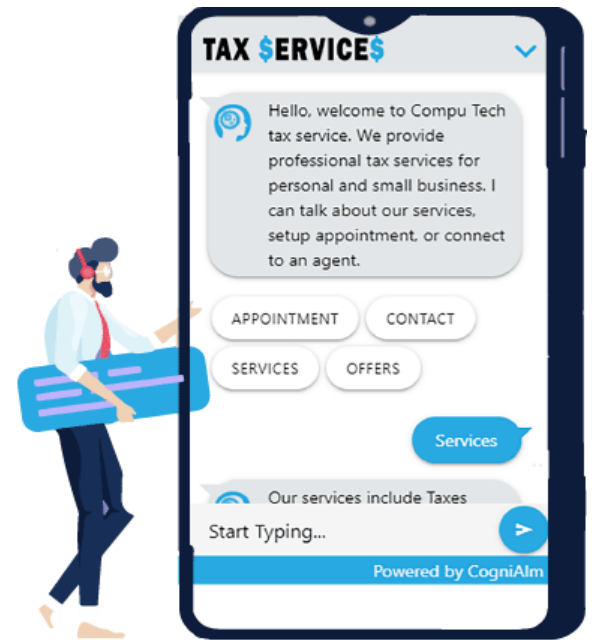 TAX $ERVICE$
Hello, welcome to Compu Tech
tax service. We provide
professional tax services for
personal and small business. I
can talk about our services,
setup appointment, or connect
to an agent.
APPOINTMENT CONTACT
SERVICES OFFERS
Services
Our services include Taxes
Start Typing...
Powered by CogniAIm